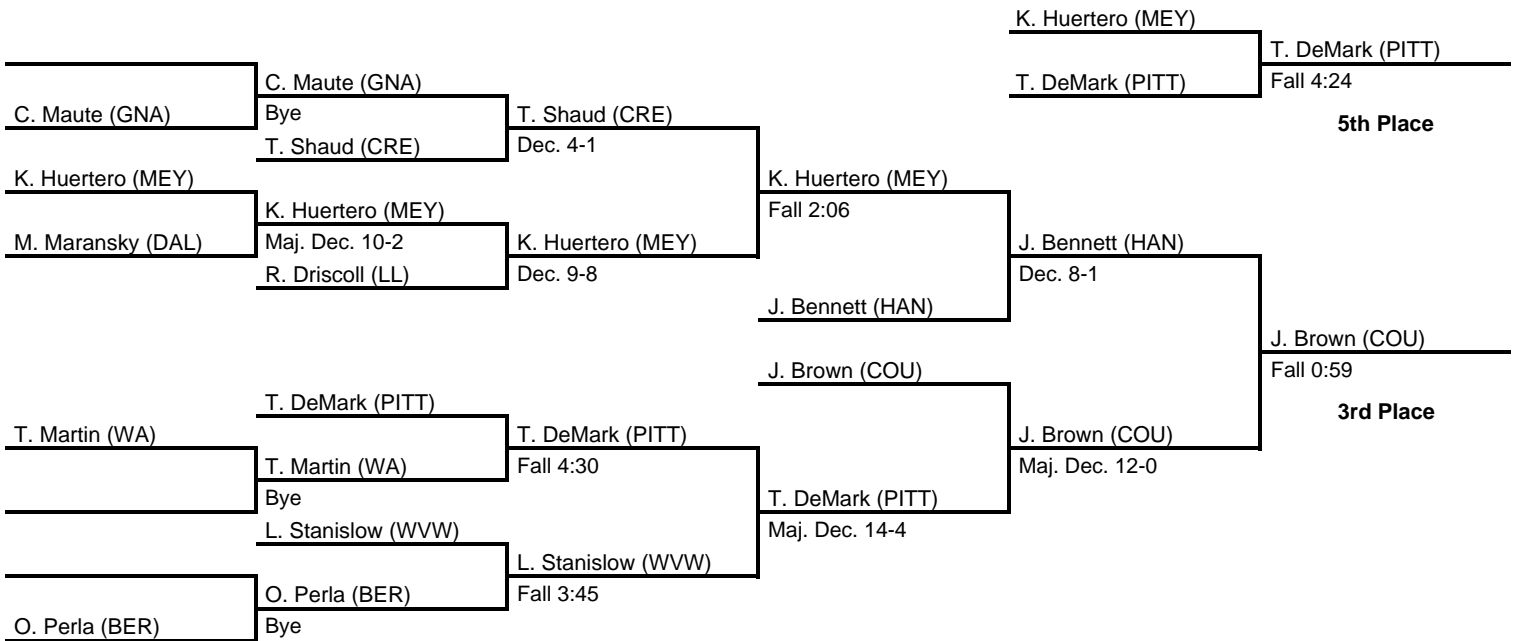 K. Huertero (MEY)
T. DeMark (PITT)
C. Maute (GNA)
T. DeMark (PITT)
Fall 4:24
C. Maute (GNA)
Bye
T. Shaud (CRE)
5th Place
T. Shaud (CRE)
Dec. 4-1
K. Huertero (MEY)
K. Huertero (MEY)
K. Huertero (MEY)
Fall 2:06
M. Maransky (DAL)
Maj. Dec. 10-2
K. Huertero (MEY)
J. Bennett (HAN)
R. Driscoll (LL)
Dec. 9-8
Dec. 8-1
J. Bennett (HAN)
J. Brown (COU)
J. Brown (COU)
Fall 0:59
T. DeMark (PITT)
3rd Place
T. Martin (WA)
T. DeMark (PITT)
J. Brown (COU)
T. Martin (WA)
Fall 4:30
Maj. Dec. 12-0
Bye
T. DeMark (PITT)
L. Stanislow (WVW)
Maj. Dec. 14-4
L. Stanislow (WVW)
O. Perla (BER)
Fall 3:45
O. Perla (BER)
Bye